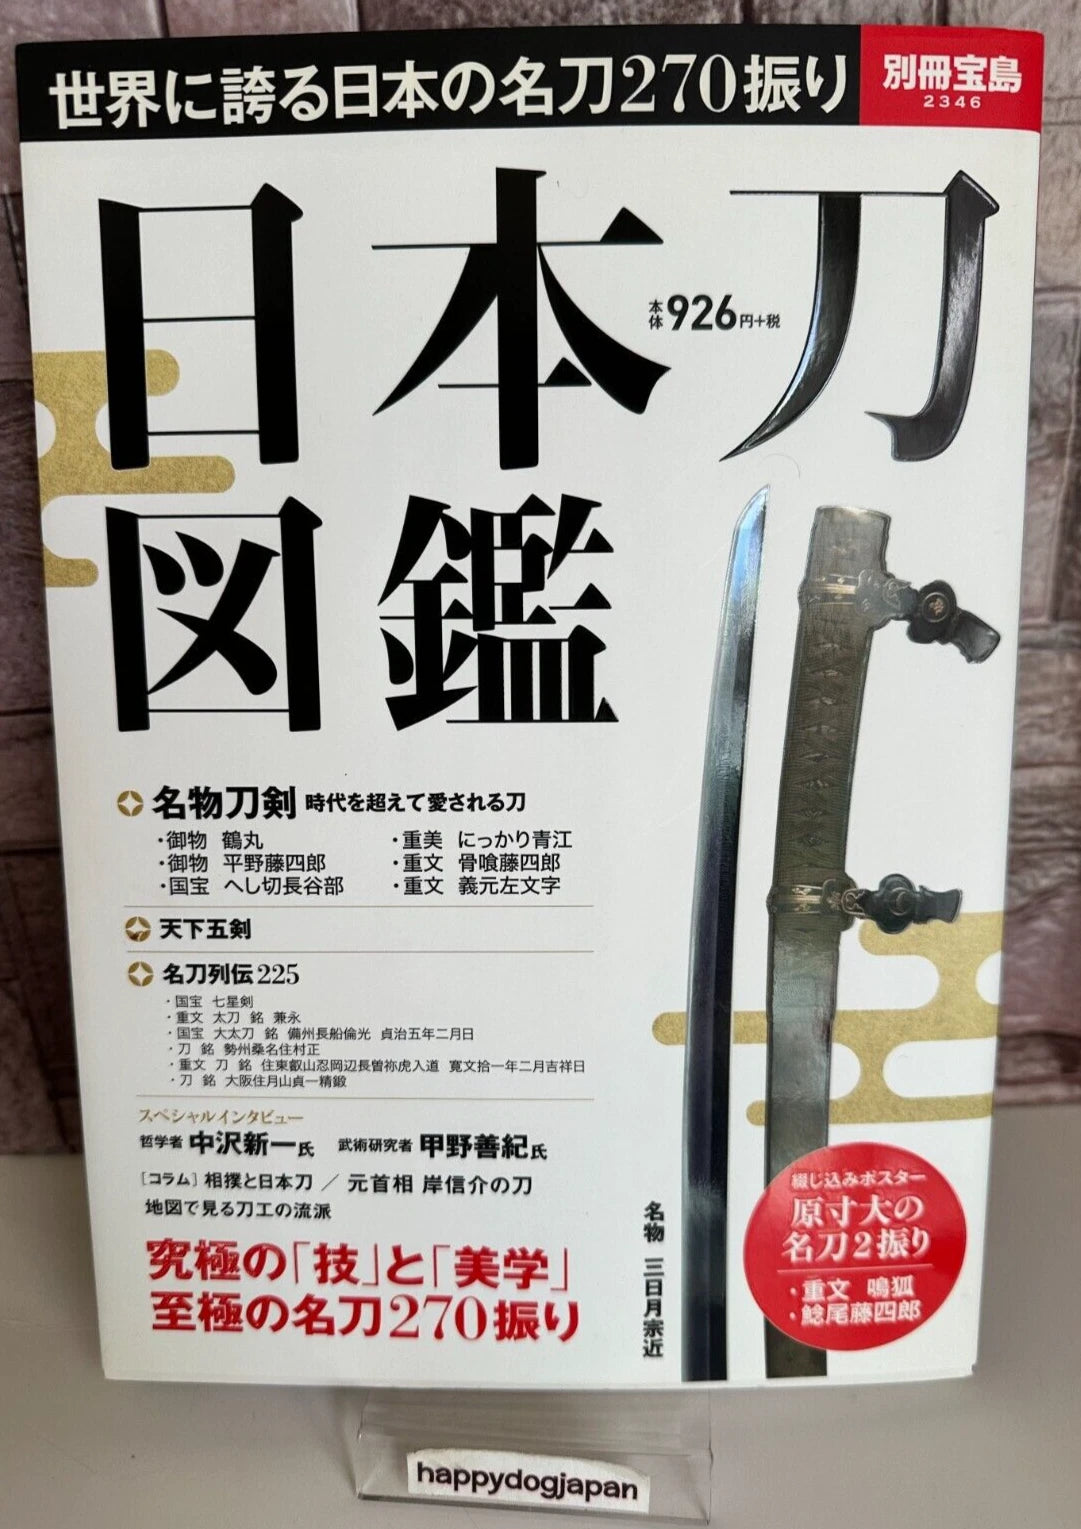 世界に誇る日本の名刀270振り
別冊宝島
2346
日本刀
本体926円+税
図鑑
名物刀剣 時代を超えて愛される刀
・御物 鶴丸
・重美 にっかり青江
・御物 平野藤四郎
・重文 骨喰藤四郎
・国宝 へし切長谷部
・重文 義元左文字
天下五剣
名刀列伝225
・国宝 七星剣
・重文 太刀 銘 兼永
・国宝 大太刀 銘 備州長船倫光 貞治五年二月日
・刀 銘 勢州桑名住村正
・重文 刀 銘 住東叡山忍岡辺長曽祢虎入道 寛文拾一年二月吉祥日
・刀 銘 大阪住月山貞一精鍛
スペシャルインタビュー
哲学者 中沢新一氏 武術研究者 甲野善紀氏
[コラム] 相撲と日本刀 / 元首相 岸信介の刀
地図で見る刀工の流派
究極の「技」と「美学」
至極の名刀270振り
名物 三日月宗近
綴じ込みポスター
原寸大の
名刀2振り
・重文 鳴狐
・鯰尾藤四郎
happydogjapan